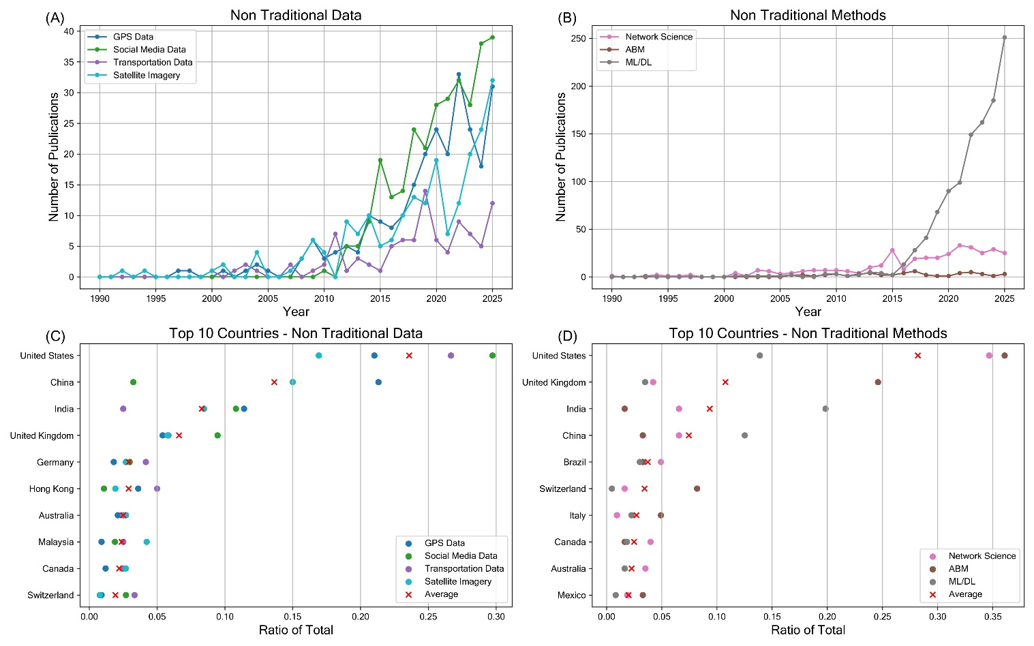 (A)
Non Traditional Data
GPS Data
Social Media Data
Transportation Data
Satellite Imagery
Number of Publications
40
35
30
25
20
15
10
5
0
1990 1995 2000 2005 2010 2015 2020 2025
Year
(B)
Non Traditional Methods
Network Science
ABM
ML/DL
Number of Publications
250
200
150
100
50
0
1990 1995 2000 2005 2010 2015 2020 2025
Year
(C)
Top 10 Countries - Non Traditional Data
United States
China
India
United Kingdom
Germany
Hong Kong
Australia
Malaysia
Canada
Switzerland
GPS Data
Social Media Data
Transportation Data
Satellite Imagery
Average
0.00 0.05 0.10 0.15 0.20 0.25 0.30
Ratio of Total
(D)
Top 10 Countries - Non Traditional Methods
United States
United Kingdom
India
China
Brazil
Switzerland
Italy
Canada
Australia
Mexico
Network Science
ABM
ML/DL
Average
0.00 0.05 0.10 0.15 0.20 0.25 0.30 0.35
Ratio of Total